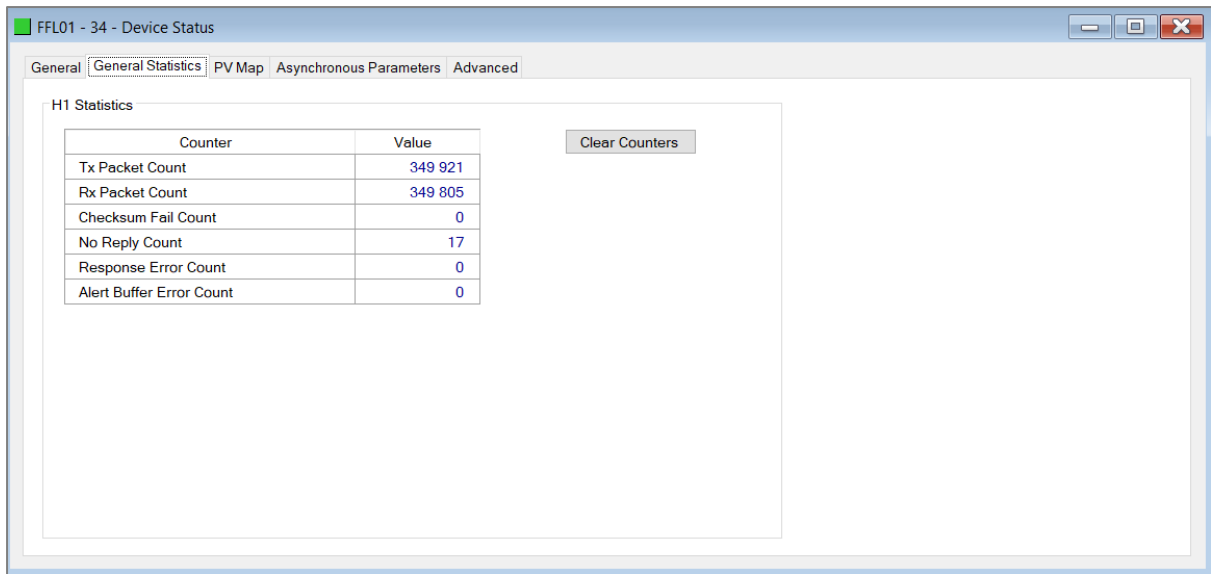 FFL01 - 34 - Device Status
General General Statistics PV Map Asynchronous Parameters Advanced
H1 Statistics
Counter Value Clear Counters
Tx Packet Count 349 921
Rx Packet Count 349 805
Checksum Fail Count 0
No Reply Count 17
Response Error Count 0
Alert Buffer Error Count 0